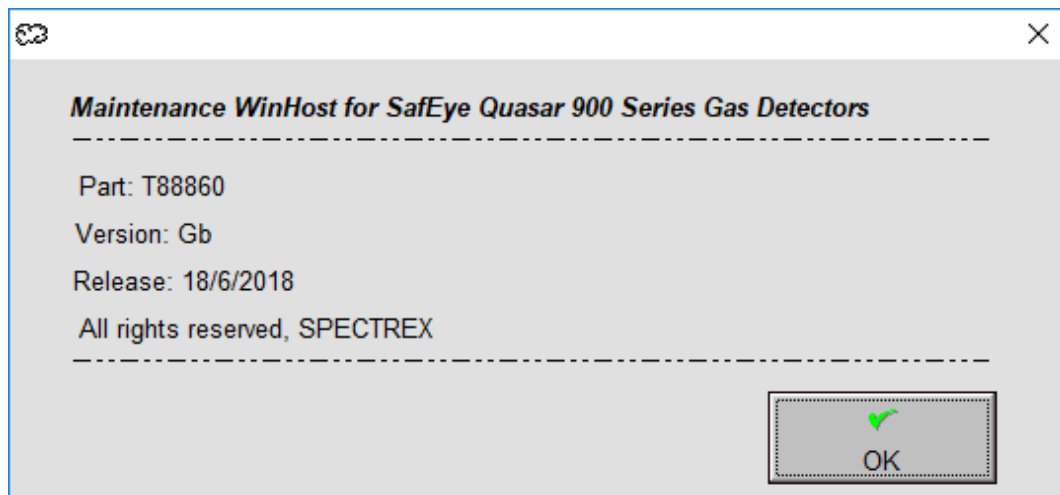 Maintenance WinHost for SafEye Quasar 900 Series Gas Detectors
Part: T88860
Version: Gb
Release: 18/6/2018
All rights reserved, SPECTREX
OK